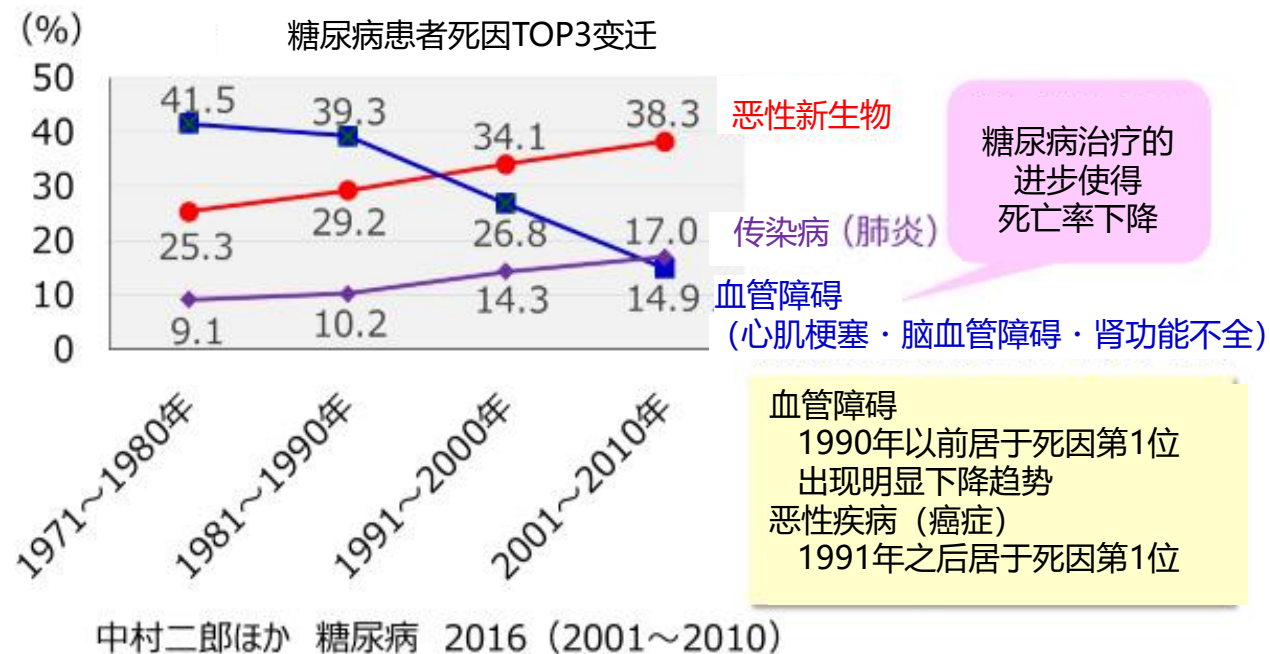 (%)
糖尿病患者死因TOP3变迁
50
40
30
20
10
0
41.5
39.3
34.1
38.3
25.3
29.2
26.8
17.0
9.1
10.2
14.3
14.9
恶性新生物
传染病（肺炎）
血管障碍
（心肌梗塞・脑血管障碍・肾功能不全）
糖尿病治疗的
进步使得
死亡率下降
1971～1980年
1981～1990年
1991～2000年
2001～2010年
血管障碍
1990年以前居于死因第1位
出现明显下降趋势
恶性疾病（癌症）
1991年之后居于死因第1位
中村二郎ほか 糖尿病 2016（2001～2010）